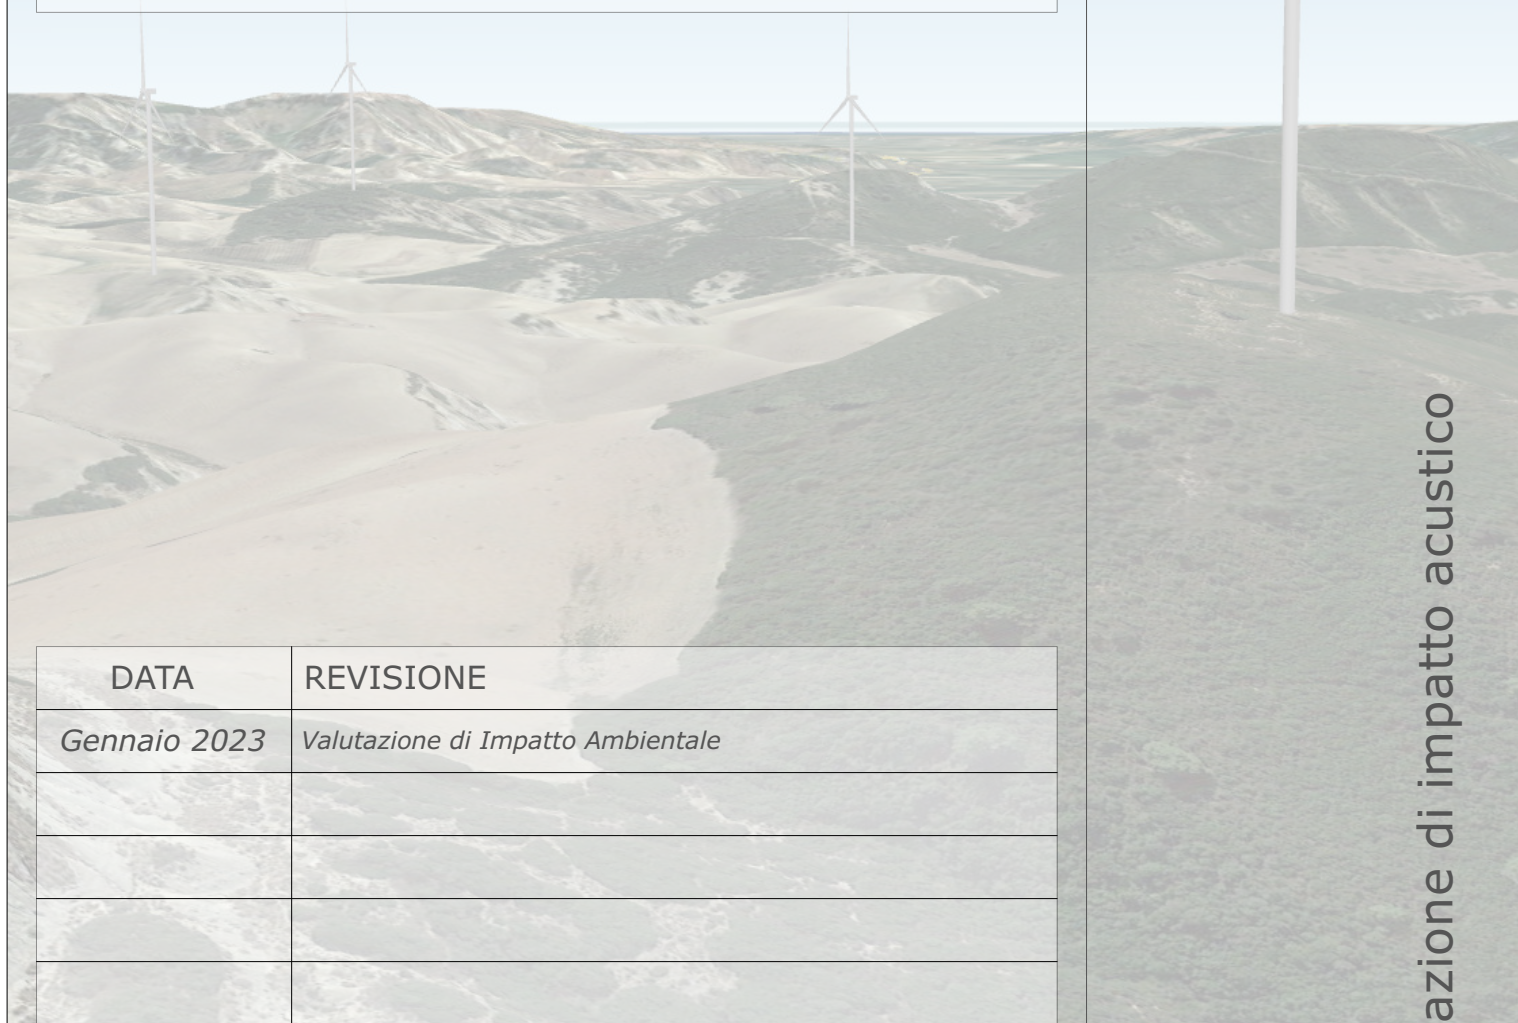 DATA
REVISIONE
Gennaio 2023
Valutazione di Impatto Ambientale
azione di impatto acustico